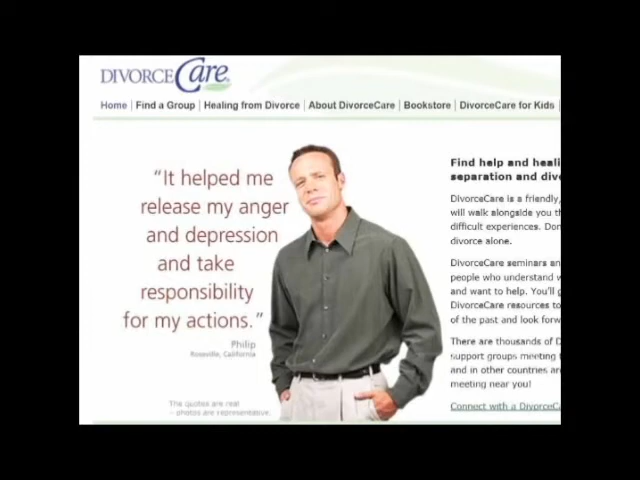 DIVORCECare
Home
Find a Group
Healing from Divorce
About DivorceCare
Bookstore
DivorceCare for Kids
“It helped me
release my anger
and depression
and take
responsibility
for my actions.”
Philip
Roseville, California
The quotes are real
– photos are representative.
Find help and heali
separation and divo
DivorceCare is a friendly,
will walk alongside you th
difficult experiences. Don
divorce alone.
DivorceCare seminars an
people who understand w
and want to help. You'll g
DivorceCare resources to
of the past and look forw
There are thousands of D
support groups meeting t
and in other countries are
meeting near you!
Connect with a DivorceCa